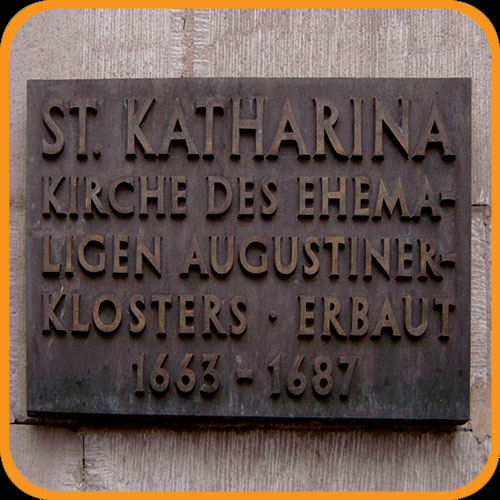 ST. KATHARINA
KIRCHE DES EHEMA-
LIGEN AUGUSTINER-
KLOSTERS · ERBAUT
1663 - 1687